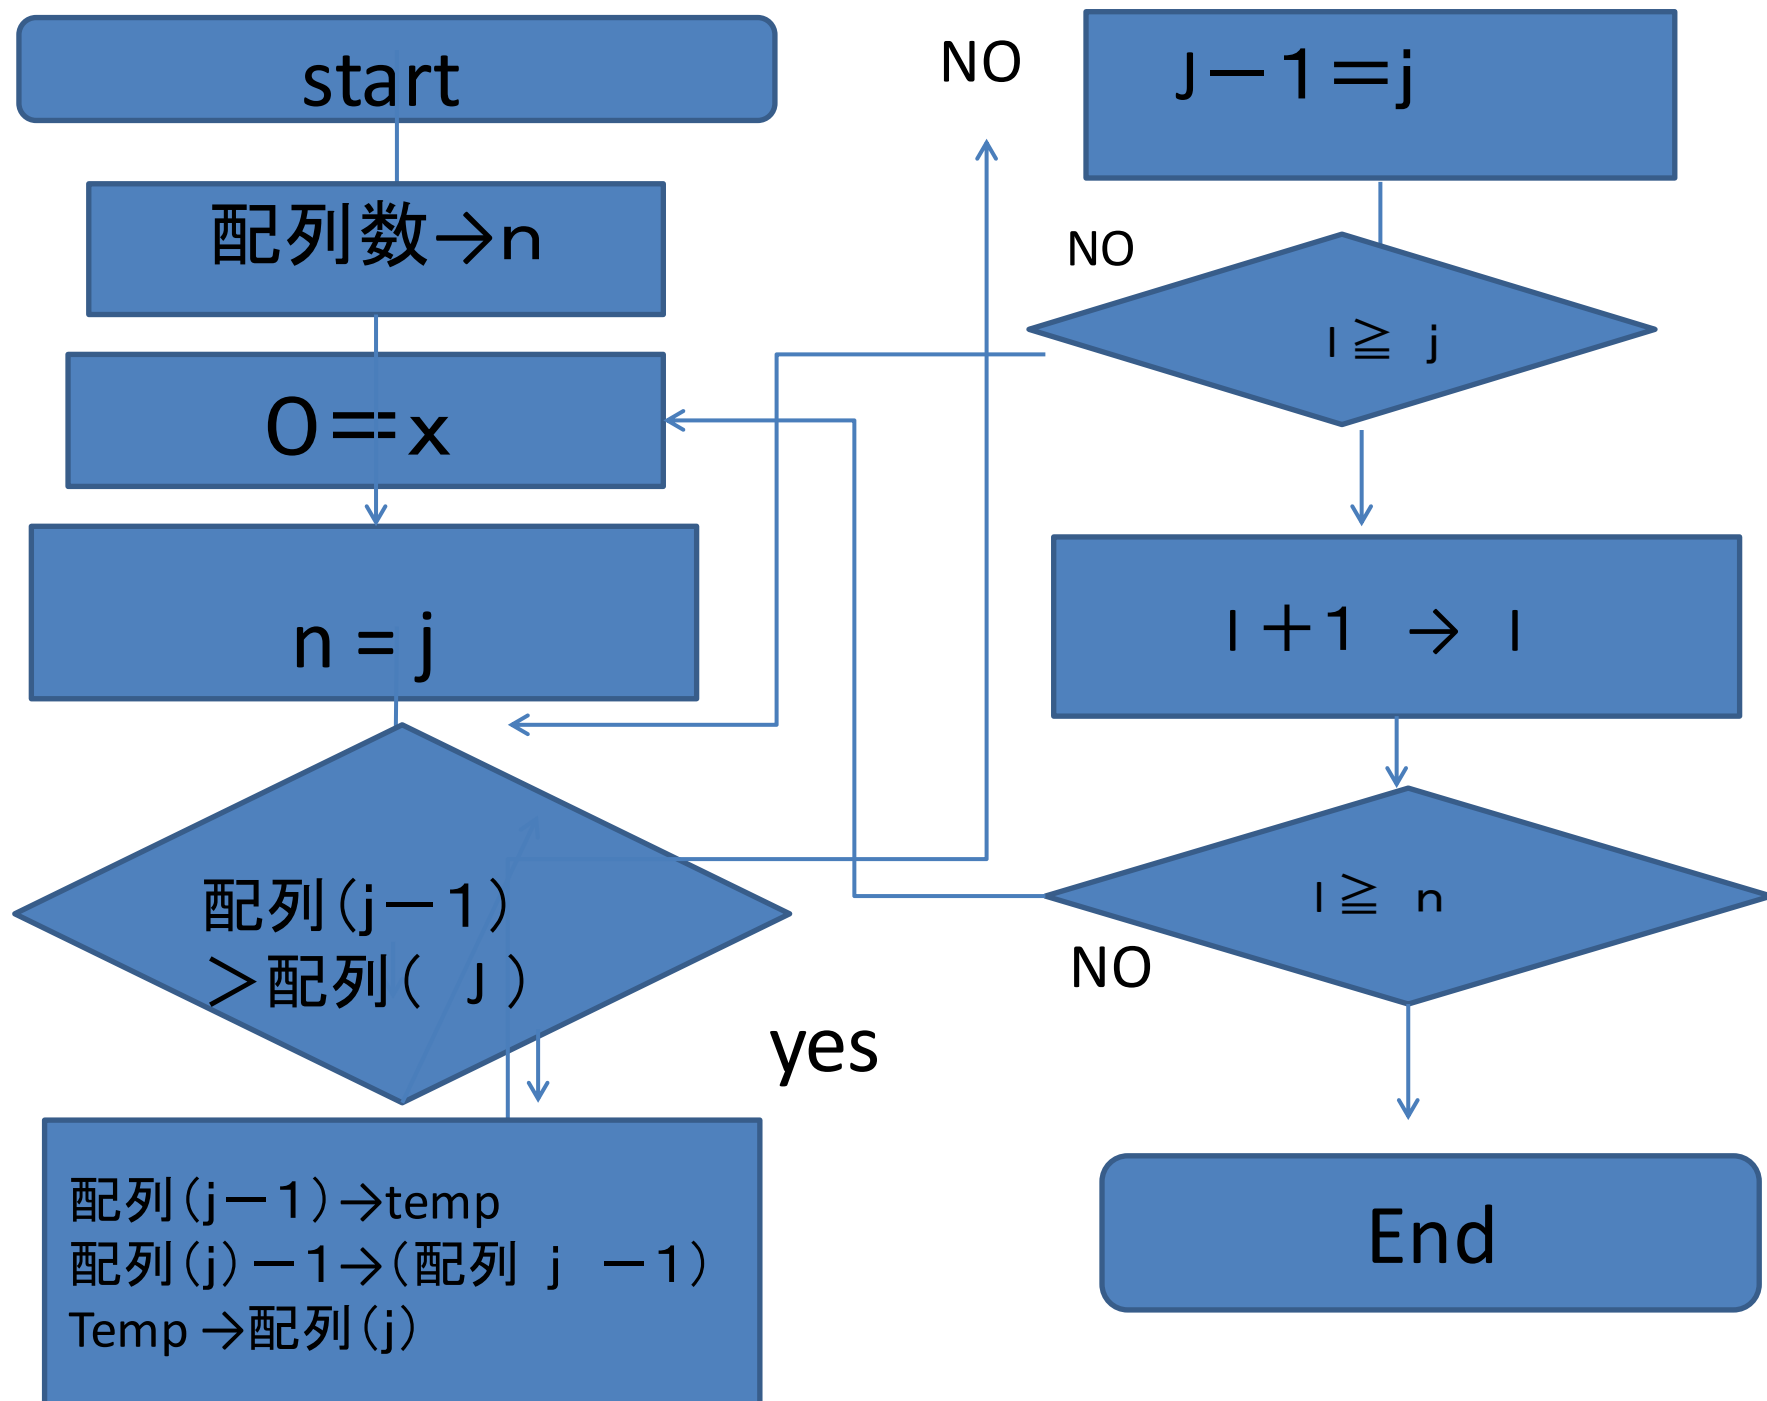 start
配列数→ｎ
０＝ｘ
n = j
配列（j－１）
＞配列（　J ）
yes
配列（j－１）→temp
配列（j）－１→（配列　j　－１）
Temp →配列（j）
NO
J－１＝j
NO
I ≧　j
I ＋１　→　I
I ≧　n
NO
End